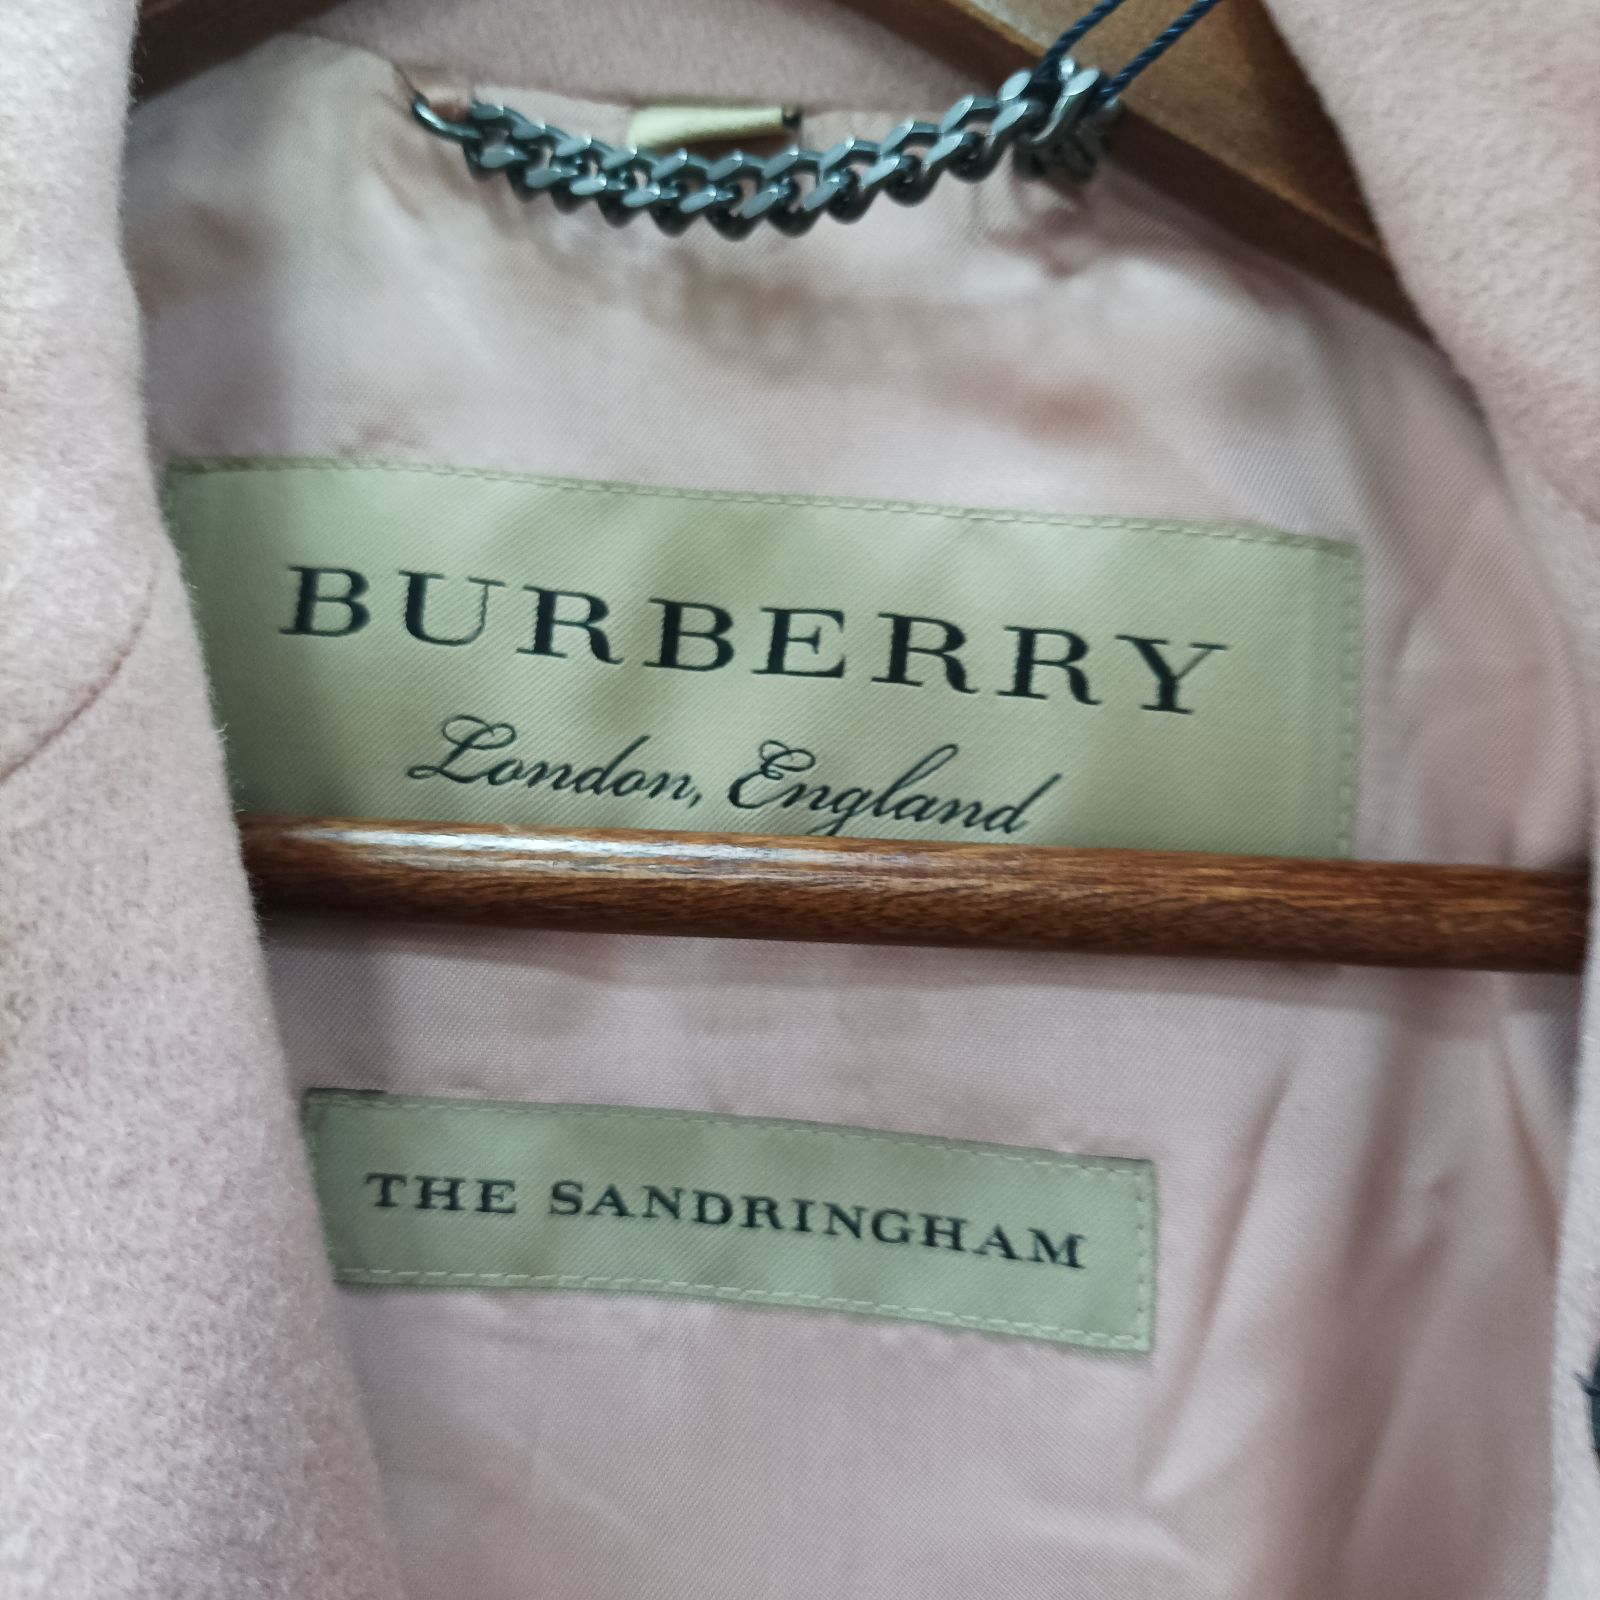 BURBERRY
London, England
THE SANDRINGHAM